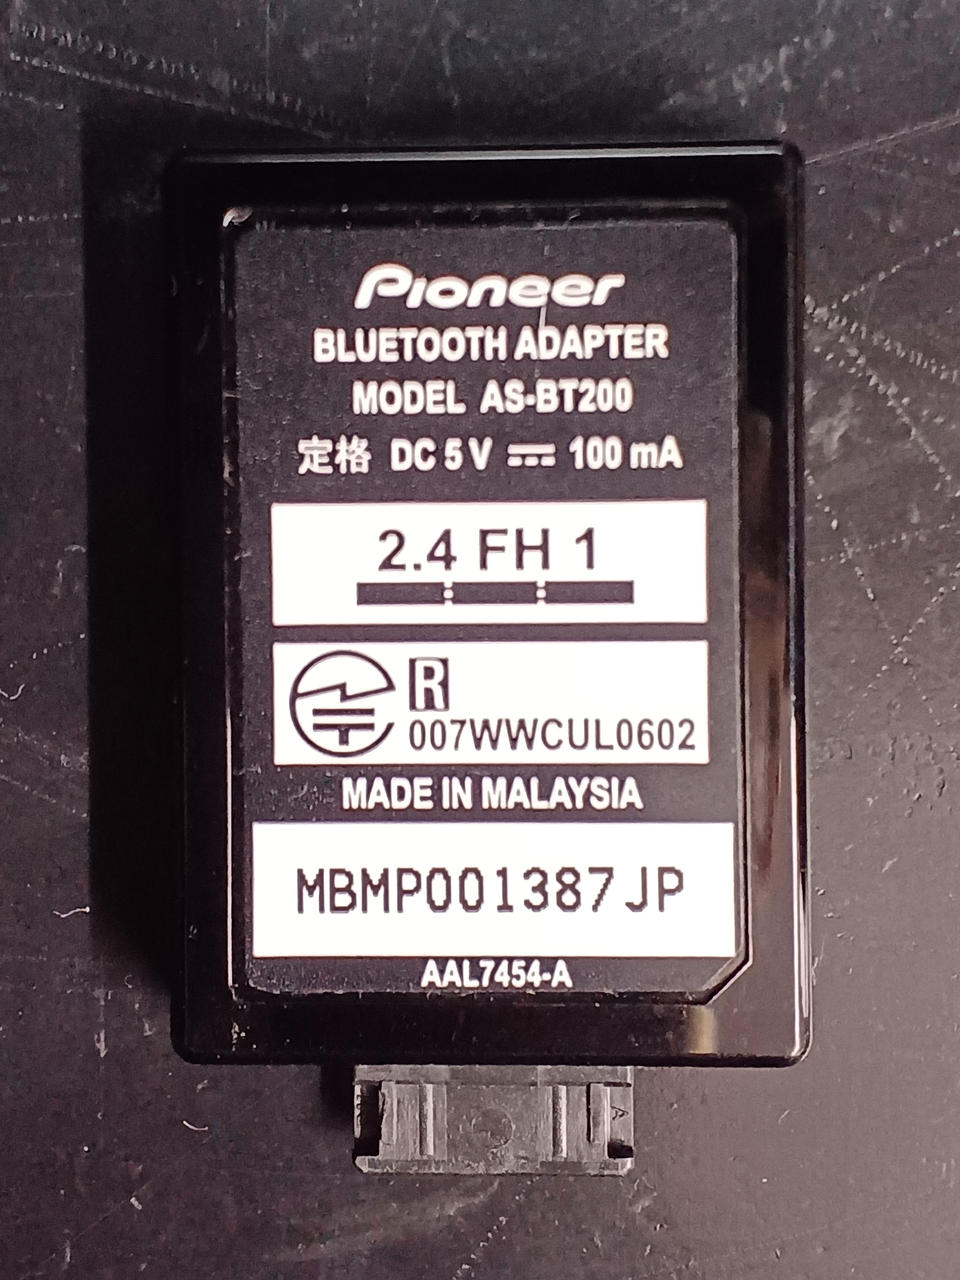 Pioneer
BLUETOOTH ADAPTER
MODEL AS-BT200
定格 DC 5 V ⎓ 100 mA
2.4 FH 1
R
007WWCUL0602
MADE IN MALAYSIA
MBMP001387JP
AAL7454-A
A